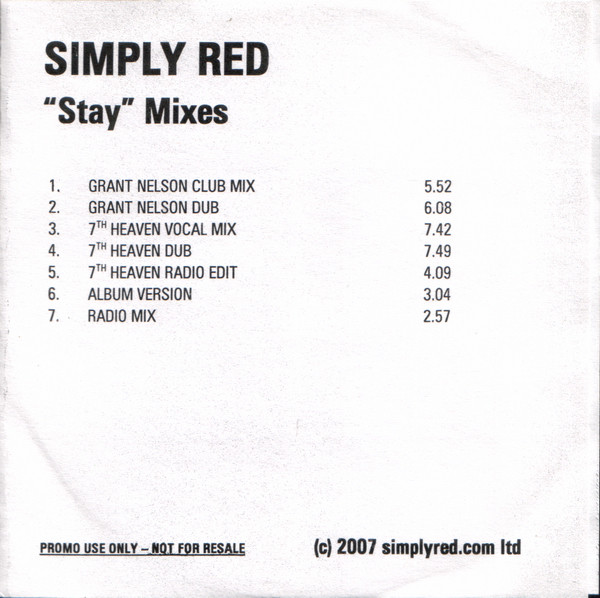 SIMPLY RED
“Stay” Mixes
1. GRANT NELSON CLUB MIX 5.52
2. GRANT NELSON DUB 6.08
3. 7TH HEAVEN VOCAL MIX 7.42
4. 7TH HEAVEN DUB 7.49
5. 7TH HEAVEN RADIO EDIT 4.09
6. ALBUM VERSION 3.04
7. RADIO MIX 2.57
PROMO USE ONLY – NOT FOR RESALE (c) 2007 simplyred.com ltd